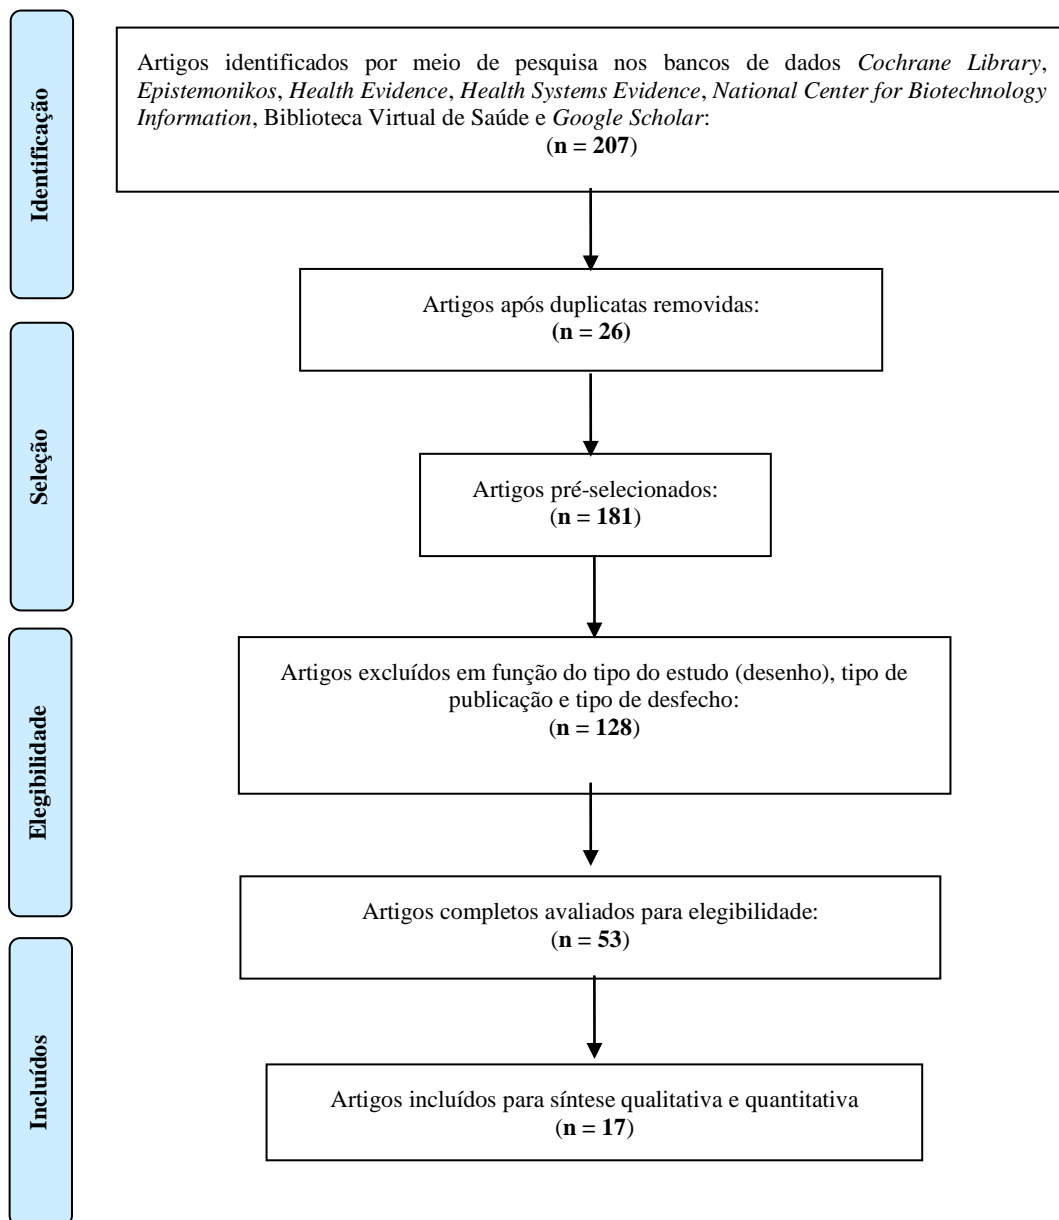 Identificação
Artigos identificados por meio de pesquisa nos bancos de dados Cochrane Library,
Epistemonikos, Health Evidence, Health Systems Evidence, National Center for Biotechnology
Information, Biblioteca Virtual de Saúde e Google Scholar:
(n = 207)
Artigos após duplicatas removidas:
(n = 26)
Seleção
Artigos pré-selecionados:
(n = 181)
Elegibilidade
Artigos excluídos em função do tipo do estudo (desenho), tipo de
publicação e tipo de desfecho:
(n = 128)
Artigos completos avaliados para elegibilidade:
(n = 53)
Incluídos
Artigos incluídos para síntese qualitativa e quantitativa
(n = 17)